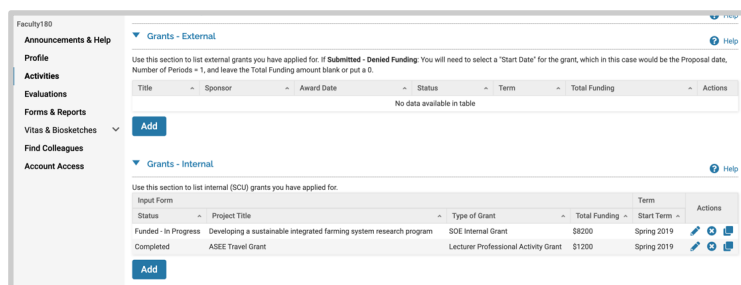 Faculty180
Announcements & Help
Profile
Activities
Evaluations
Forms & Reports
Vitas & Biosketches
Find Colleagues
Account Access
Help
Grants - External
Help
Use this section to list external grants you have applied for. If Submitted - Denied Funding: You will need to select a "Start Date" for the grant, which in this case would be the Proposal date,
Number of Periods = 1, and leave the Total Funding amount blank or put a 0.
Title Sponsor Award Date Status Term Total Funding Actions
No data available in table
Add
Grants - Internal
Help
Use this section to list internal (SCU) grants you have applied for.
Input Form Term Actions
Status Project Title Type of Grant Total Funding Start Term
Funded - In Progress Developing a sustainable integrated farming system research program SOE Internal Grant $8200 Spring 2019
Completed ASEE Travel Grant Lecturer Professional Activity Grant $1200 Spring 2019
Add